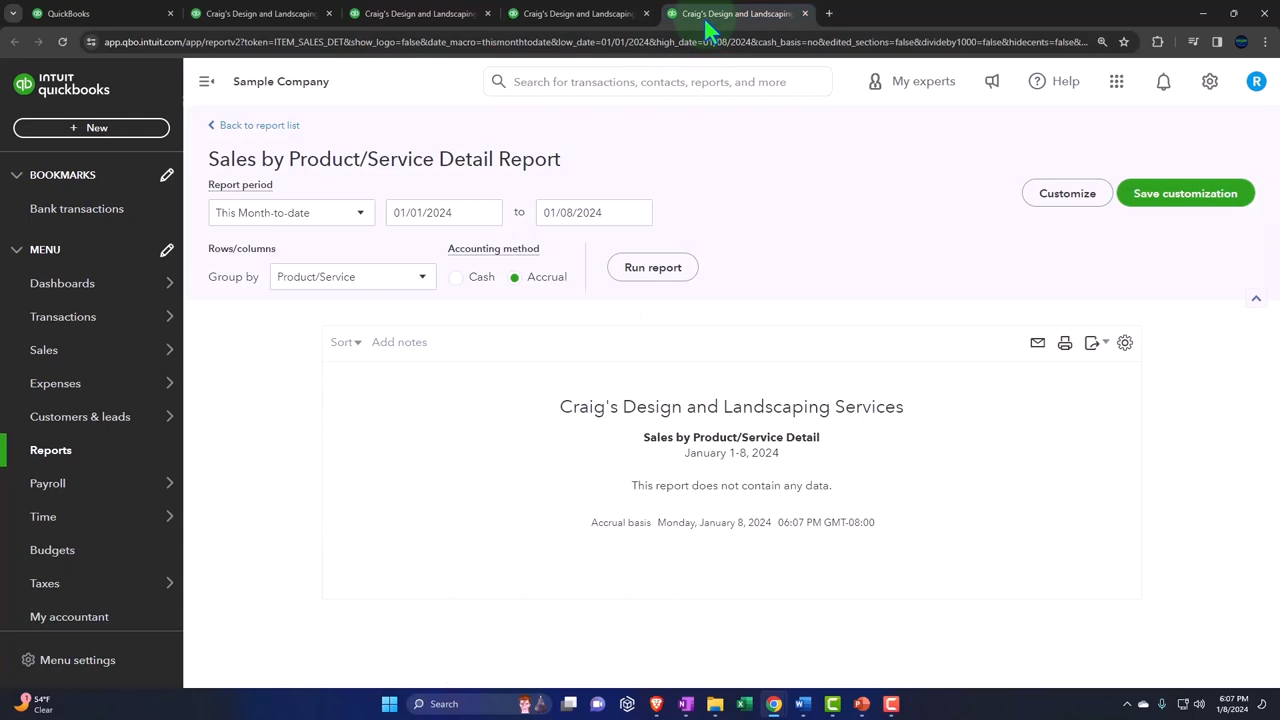 QuickBooks
Craig's Design and Landscaping
Craig's Design and Landscaping
Craig's Design and Landscaping
Craig's Design and Landscaping
app.qbo.intuit.com/app/reportv2?token=ITEM_SALES_DET&show_logo=false&date_macro=thismonthtodate&low_date=01/01/2024&high_date=01/08/2024&cash_basis=no&edited_sections=false&divideby1000=false&hidecents=false&...
INTUIT
quickbooks
Sample Company
Search for transactions, contacts, reports, and more
My experts
Help
R
+ New
Back to report list
BOOKMARKS
Bank transactions
MENU
Dashboards
Transactions
Sales
Expenses
Customers & leads
Reports
Payroll
Time
Budgets
Taxes
My accountant
Menu settings
Sales by Product/Service Detail Report
Report period
This Month-to-date
01/01/2024
to
01/08/2024
Customize
Save customization
Rows/columns
Accounting method
Group by
Product/Service
Cash
Accrual
Run report
Sort
Add notes
Craig's Design and Landscaping Services
Sales by Product/Service Detail
January 1-8, 2024
This report does not contain any data.
Accrual basis Monday, January 8, 2024 06:07 PM GMT-08:00
54°F
Clear
Search
6:07 PM
1/8/2024